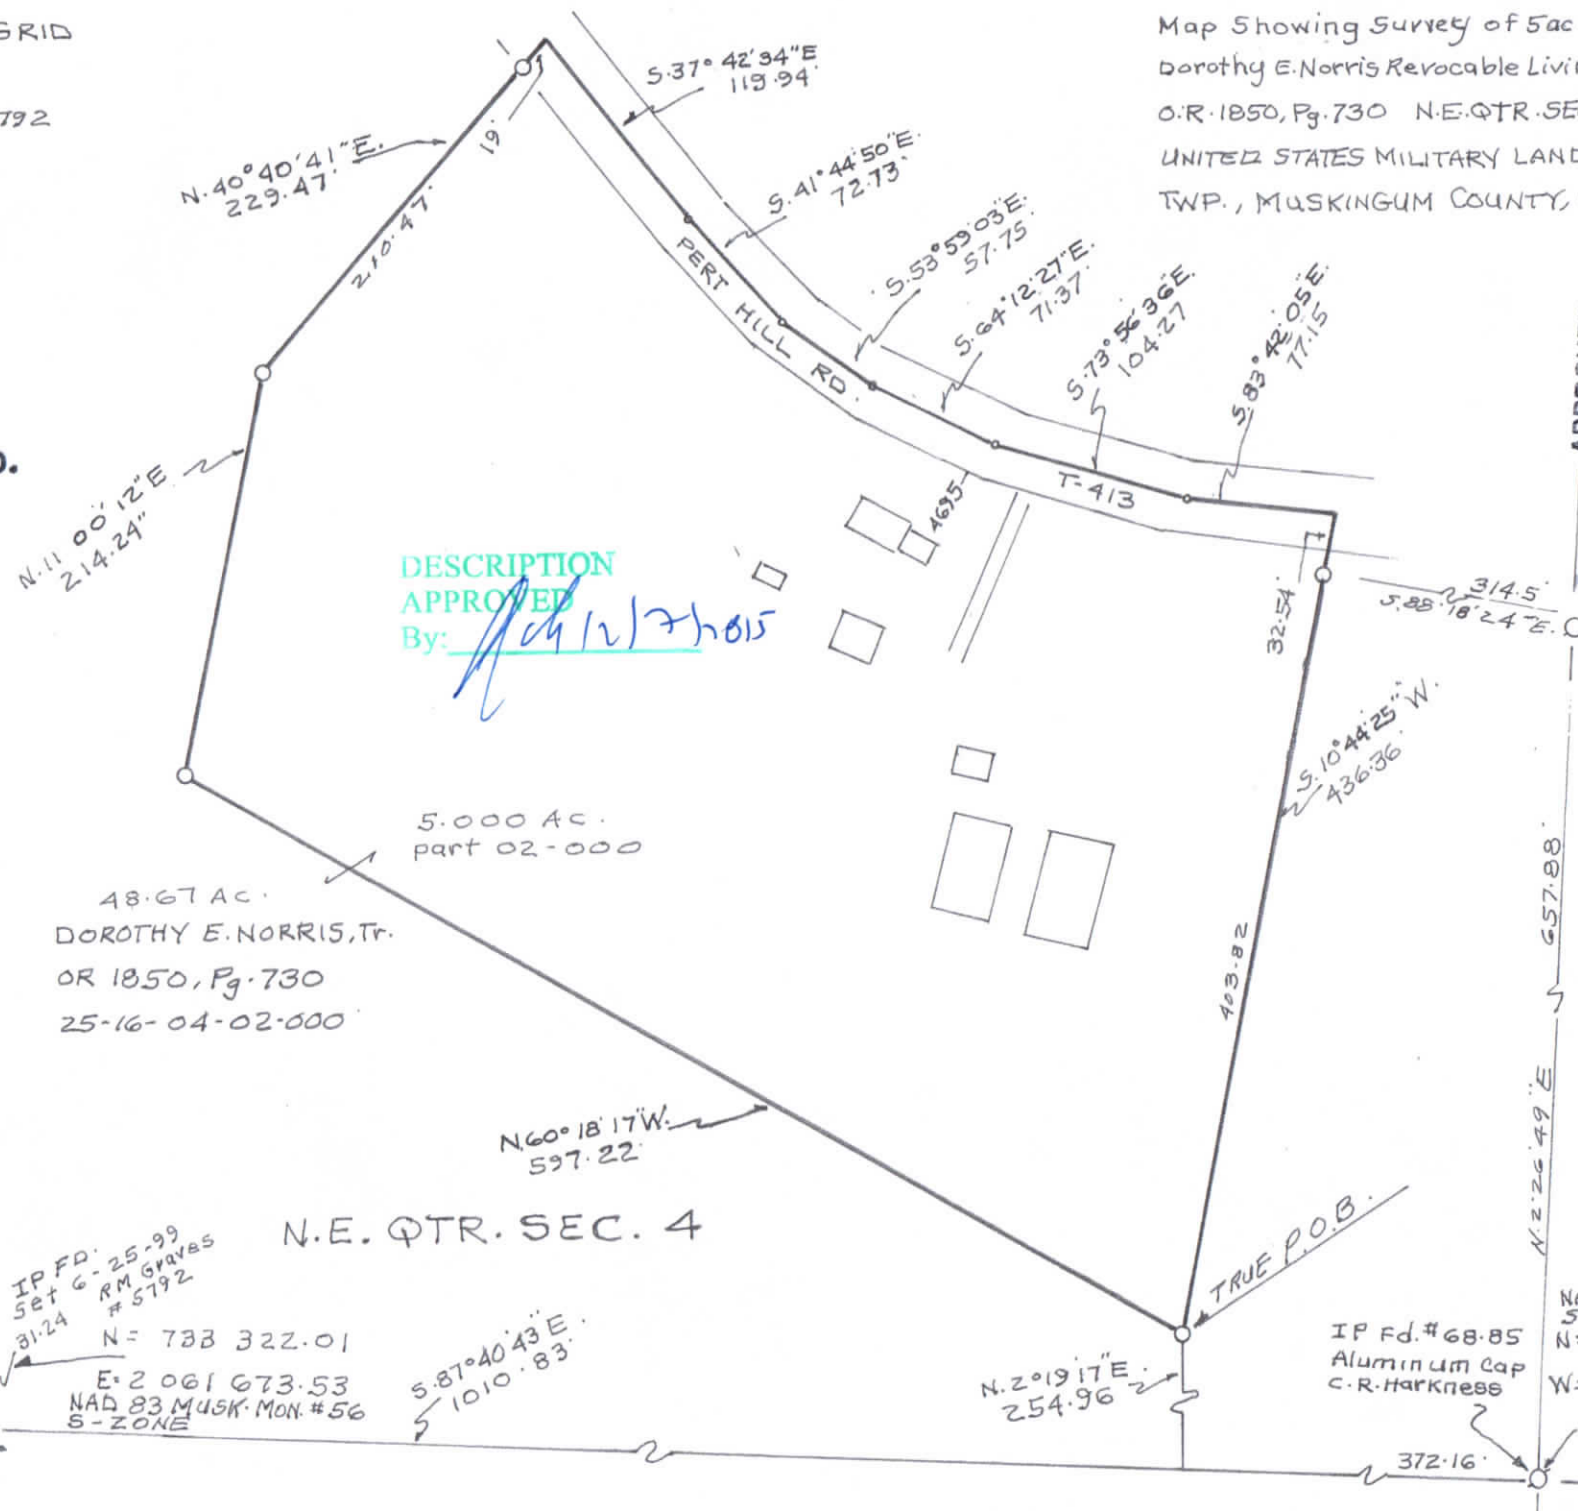 GRID
792
Map Showing Survey of 5ac
Dorothy E. Norris Revocable Livi
O.R. 1850, Pg. 730 N.E. QTR. SE
UNITED STATES MILITARY LAND
TWP., MUSKINGUM COUNTY,
N. 40° 40' 41" E.
229.47'
19'
210.47'
S. 37° 42' 34" E
119.94'
S. 41° 44' 50" E.
72.73'
S. 53° 59' 03" E.
57.75'
S. 64° 12' 27" E.
71.37'
S. 73° 56' 36" E.
104.27
S. 83° 42' 05" E.
77.15
PERT HILL RD.
T-413
4695
N. 11 00' 12" E
214.24"
DESCRIPTION
APPROVED
By:
32.54'
314.5'
S. 88° 18' 24" E.
S. 10° 44' 25" W.
436.36'
403.82
657.88'
N. 2° 26' 49" E
5.000 AC.
part 02-000
48.67 AC.
DOROTHY E. NORRIS, Tr.
OR 1850, Pg. 730
25-16-04-02-000
N. 60° 18' 17" W.
597.22'
N.E. QTR. SEC. 4
IP FD.
Set 6-25-99
RM Graves
# 5792
31.24
N= 733 322.01
E= 2 061 673.53
NAD 83 MUSK. MON. #56
S-ZONE
S. 87° 40' 43" E.
1010.83'
TRUE P.O.B.
N. 2° 19' 17" E.
254.96
IP Fd. # 6885
Aluminum Cap
C.R. Harkness
372.16'